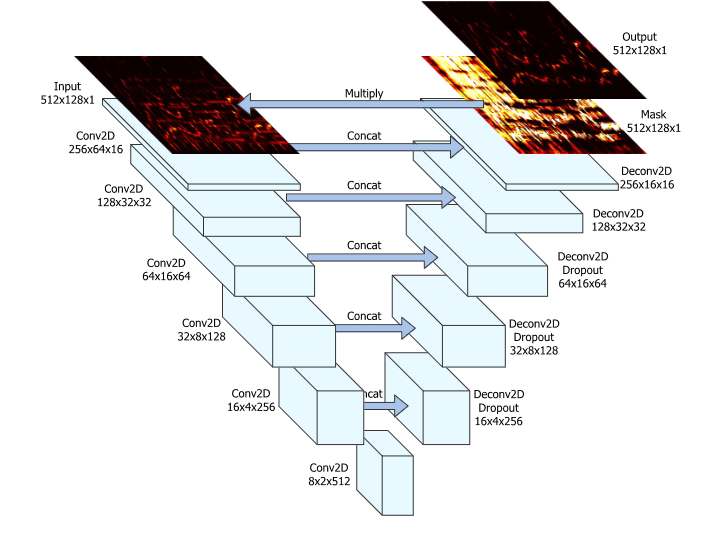 Output
512x128x1
Input
512x128x1
Multiply
Mask
512x128x1
Conv2D
256x64x16
Concat
Deconv2D
256x16x16
Conv2D
128x32x32
Concat
Deconv2D
128x32x32
Conv2D
64x16x64
Concat
Deconv2D
Dropout
64x16x64
Conv2D
32x8x128
Concat
Deconv2D
Dropout
32x8x128
Conv2D
16x4x256
ncat
Deconv2D
Dropout
16x4x256
Conv2D
8x2x512